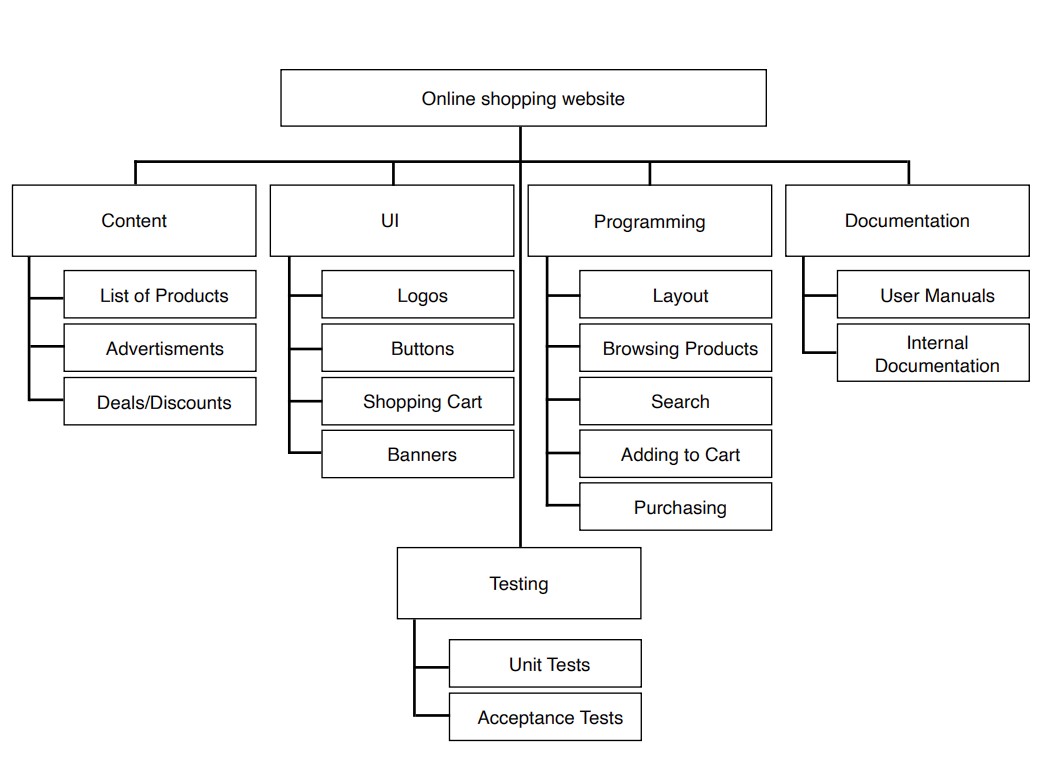 Online shopping website
Content
List of Products
Advertisments
Deals/Discounts
UI
Logos
Buttons
Shopping Cart
Banners
Programming
Layout
Browsing Products
Search
Adding to Cart
Purchasing
Documentation
User Manuals
Internal
Documentation
Testing
Unit Tests
Acceptance Tests